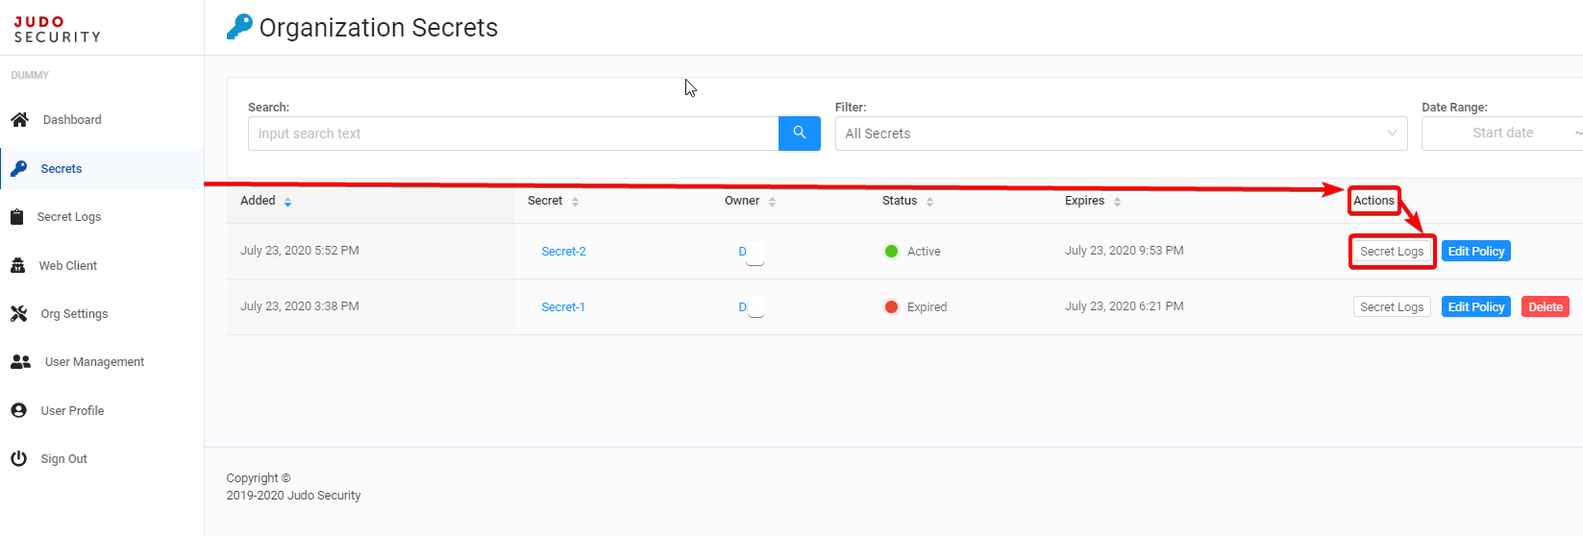 JUDO
SECURITY
DUMMY
Dashboard
Secrets
Secret Logs
Web Client
Org Settings
User Management
User Profile
Sign Out
Organization Secrets
Search: Filter: Date Range:
input search text All Secrets Start date ~
Added Secret Owner Status Expires Actions
July 23, 2020 5:52 PM Secret-2 D Active July 23, 2020 9:53 PM Secret Logs Edit Policy
July 23, 2020 3:38 PM Secret-1 D Expired July 23, 2020 6:21 PM Secret Logs Edit Policy Delete
Copyright ©
2019-2020 Judo Security